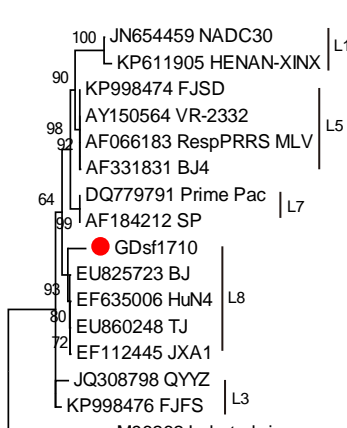 100 JN654459 NADC30
KP611905 HENAN-XINX L1
90 KP998474 FJSD
AY150564 VR-2332
L5
98
92 AF066183 RespPRRS MLV
AF331831 BJ4
64 DQ779791 Prime Pac
L7
99 AF184212 SP
GDsf1710
93 EU825723 BJ
EF635006 HuN4 L8
80 EU860248 TJ
72 EF112445 JXA1
JQ308798 QYYZ
L3
KP998476 FJFS